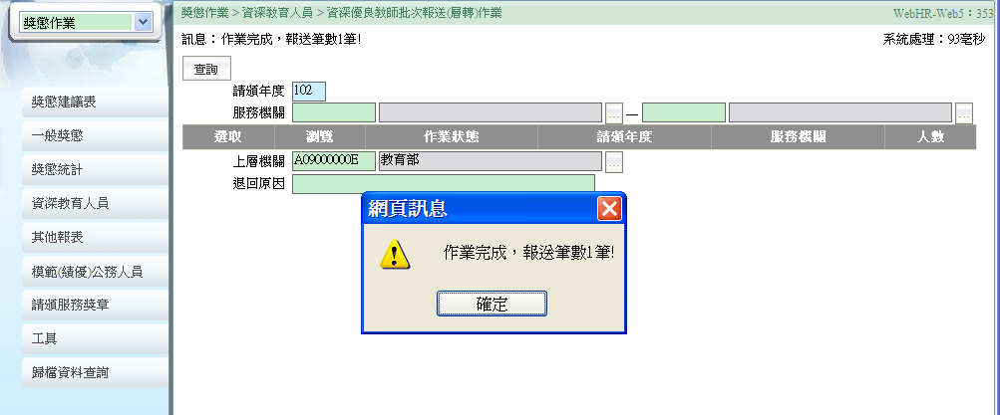 獎懲作業
獎懲作業 > 資深教育人員 > 資深優良教師批次報送(層轉)作業
WebHR-Web5：353
訊息：作業完成，報送筆數1筆!
系統處理：93毫秒
查詢
請頒年度 102
服務機關 ... — ...
選取 瀏覽 作業狀態 請頒年度 服務機關 人數
上層機關 A09000000E 教育部 ...
退回原因
獎懲建議表
一般獎懲
獎懲統計
資深教育人員
其他報表
模範(績優)公務人員
請頒服務獎章
工具
歸檔資料查詢
網頁訊息
作業完成，報送筆數1筆!
確定